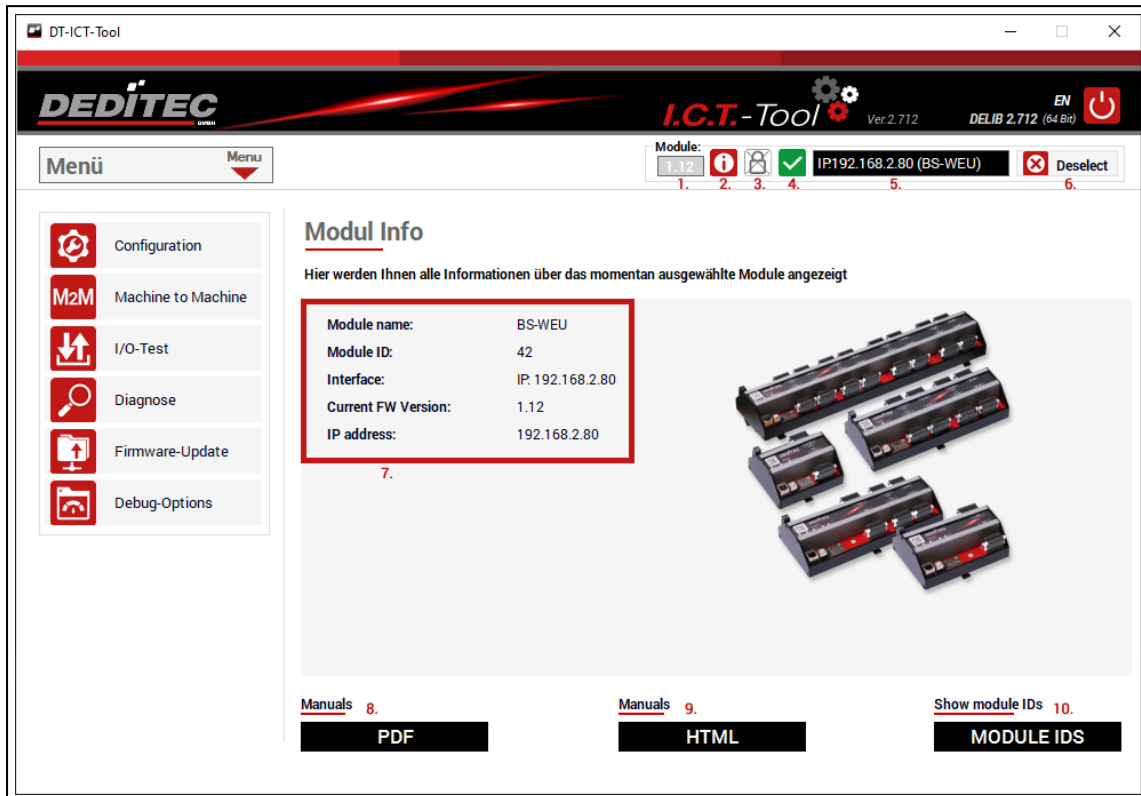 DT-ICT-Tool
DEDITEC
GMBH
I.C.T.-Tool
Ver.2.712
EN
DELIB 2.712 (64 Bit)
Menü
Menu
Module:
1.12
IP.192.168.2.80 (BS-WEU)
Deselect
1. 2. 3. 4. 5. 6.
Configuration
M2M Machine to Machine
I/O-Test
Diagnose
Firmware-Update
Debug-Options
Modul Info
Hier werden Ihnen alle Informationen über das momentan ausgewählte Module angezeigt
Module name: BS-WEU
Module ID: 42
Interface: IP. 192.168.2.80
Current FW Version: 1.12
IP address: 192.168.2.80
7.
Manuals 8.
PDF
Manuals 9.
HTML
Show module IDs 10.
MODULE IDS